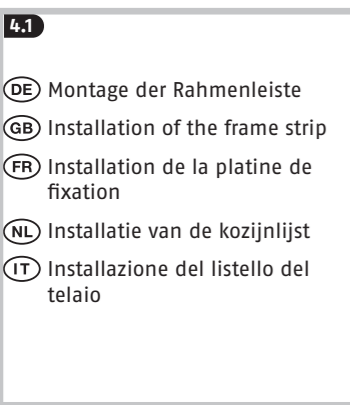 4.1
DE Montage der Rahmenleiste
GB Installation of the frame strip
FR Installation de la platine de
fixation
NL Installatie van de kozijnlijst
IT Installazione del listello del
telaio